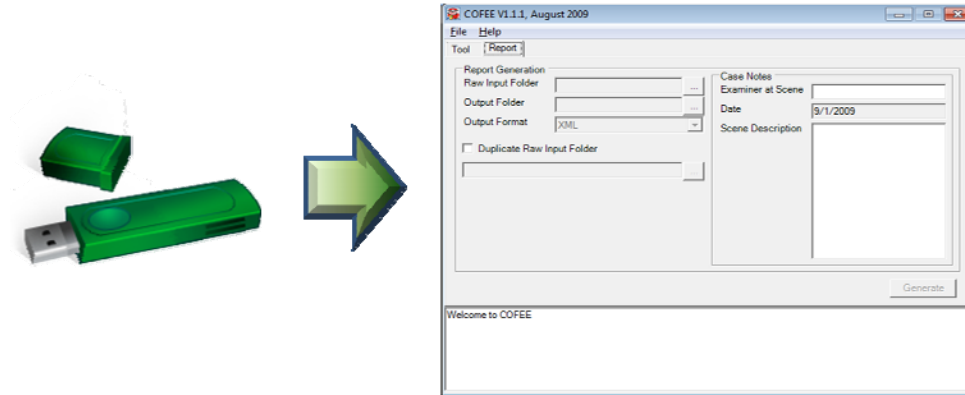 COFEE V1.1.1, August 2009
File Help
Tool Report
Report Generation
Raw Input Folder ...
Output Folder ...
Output Format XML
Duplicate Raw Input Folder
...
Case Notes
Examiner at Scene
Date 9/1/2009
Scene Description
Generate
Welcome to COFEE